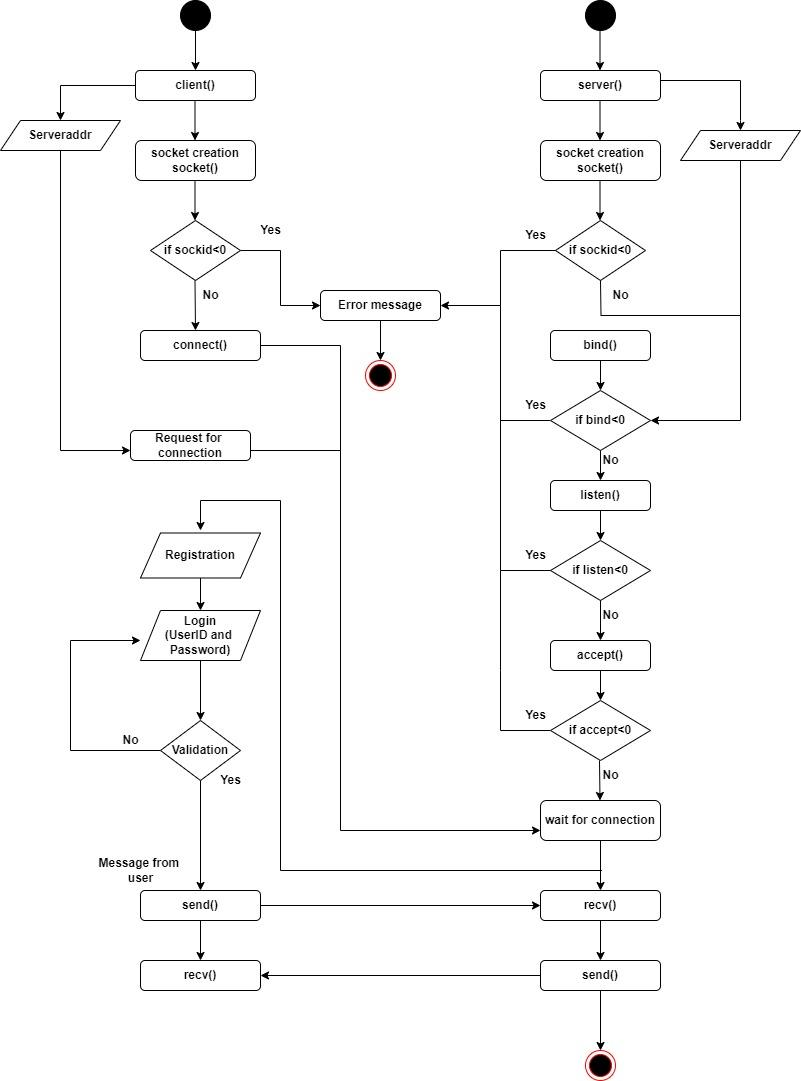 client()
server()
Serveraddr
Serveraddr
socket creation
socket()
socket creation
socket()
Yes
Yes
if sockid<0
if sockid<0
No
No
Error message
connect()
bind()
Yes
if bind<0
Request for
connection
No
listen()
Registration
Yes
if listen<0
No
Login
(UserID and
Password)
accept()
Yes
if accept<0
No
Validation
Yes
No
wait for connection
Message from
user
send()
recv()
recv()
send()